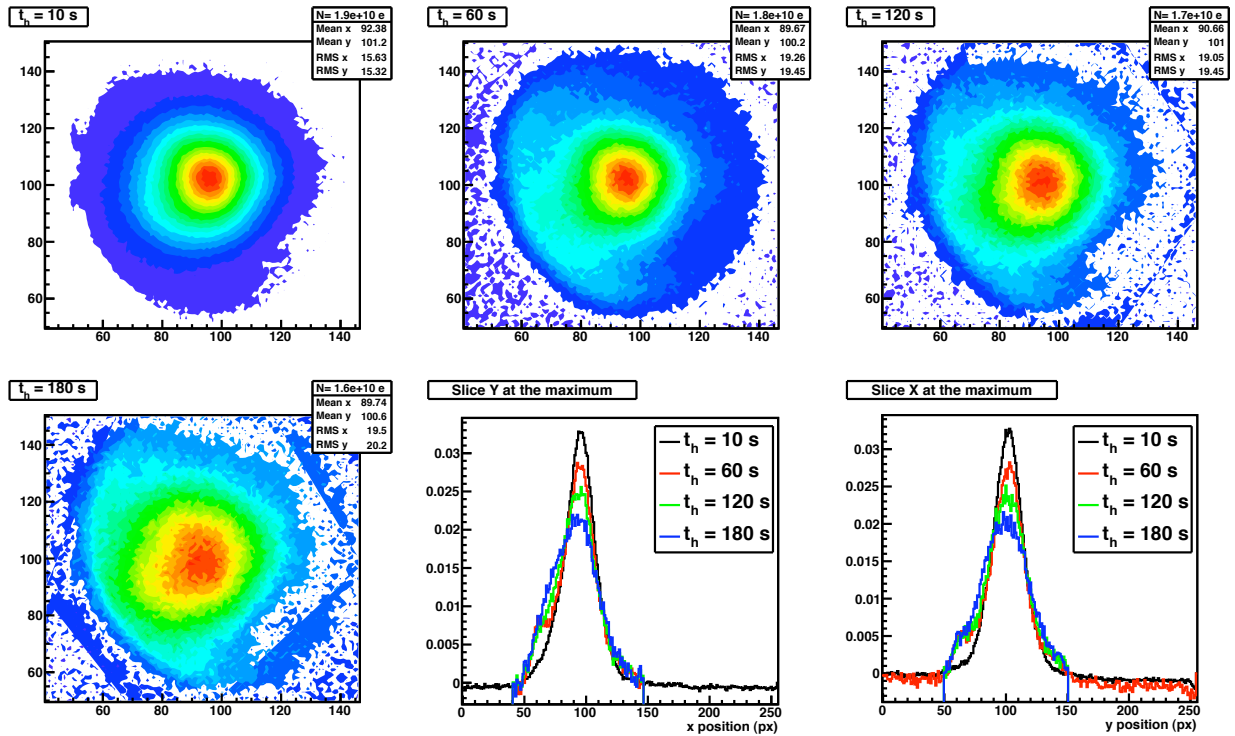 t_h = 10 s
N= 1.9e+10 e
Mean x 92.38
Mean y 101.2
RMS x 15.63
RMS y 15.32
140
120
100
80
60
60 80 100 120 140
t_h = 60 s
N= 1.8e+10 e
Mean x 89.67
Mean y 100.2
RMS x 19.26
RMS y 19.45
140
120
100
80
60
60 80 100 120 140
t_h = 120 s
N= 1.7e+10 e
Mean x 90.66
Mean y 101
RMS x 19.05
RMS y 19.45
140
120
100
80
60
60 80 100 120 140
t_h = 180 s
N= 1.6e+10 e
Mean x 89.74
Mean y 100.6
RMS x 19.5
RMS y 20.2
140
120
100
80
60
60 80 100 120 140
Slice Y at the maximum
t_h = 10 s
t_h = 60 s
t_h = 120 s
t_h = 180 s
0.03
0.025
0.02
0.015
0.01
0.005
0
0 50 100 150 200 250
x position (px)
Slice X at the maximum
t_h = 10 s
t_h = 60 s
t_h = 120 s
t_h = 180 s
0.03
0.025
0.02
0.015
0.01
0.005
0
0 50 100 150 200 250
y position (px)